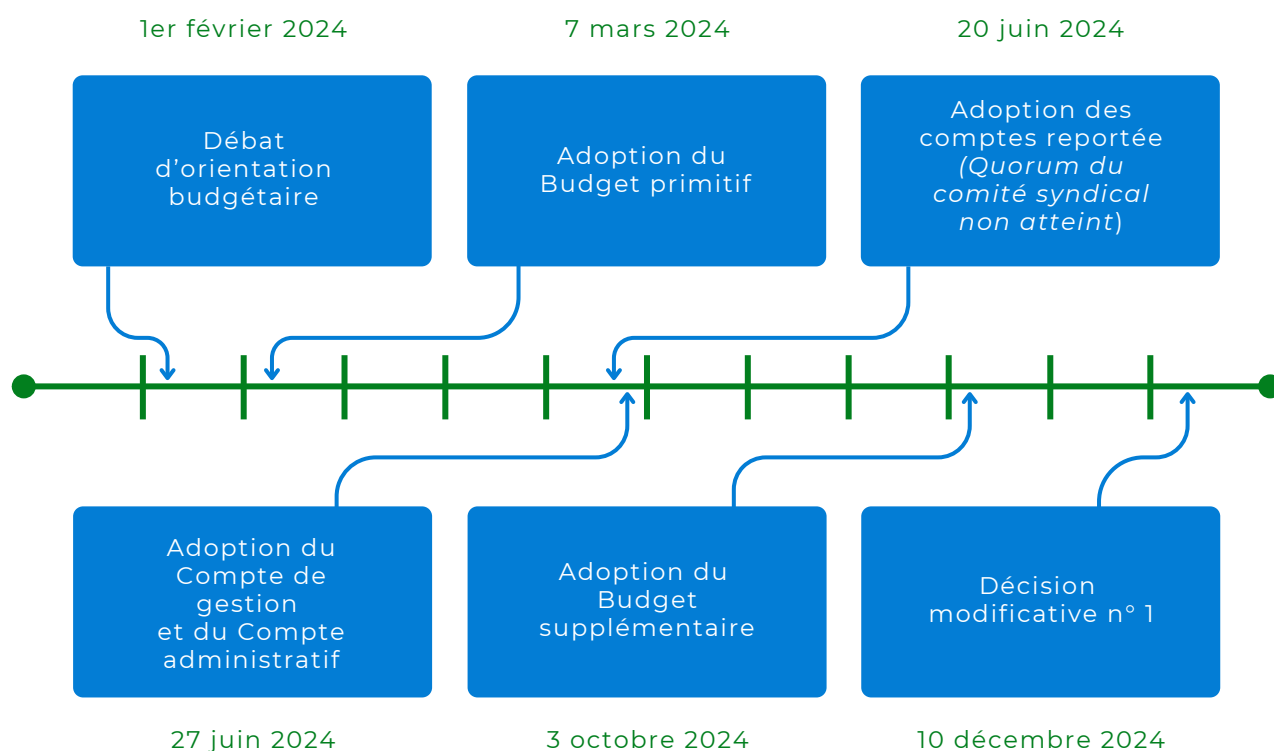 1er février 2024
Débat
d’orientation
budgétaire
7 mars 2024
Adoption du
Budget primitif
20 juin 2024
Adoption des
comptes reportée
(Quorum du
comité syndical
non atteint)
Adoption du
Compte de
gestion
et du Compte
administratif
27 juin 2024
Adoption du
Budget
supplémentaire
3 octobre 2024
Décision
modificative n° 1
10 décembre 2024